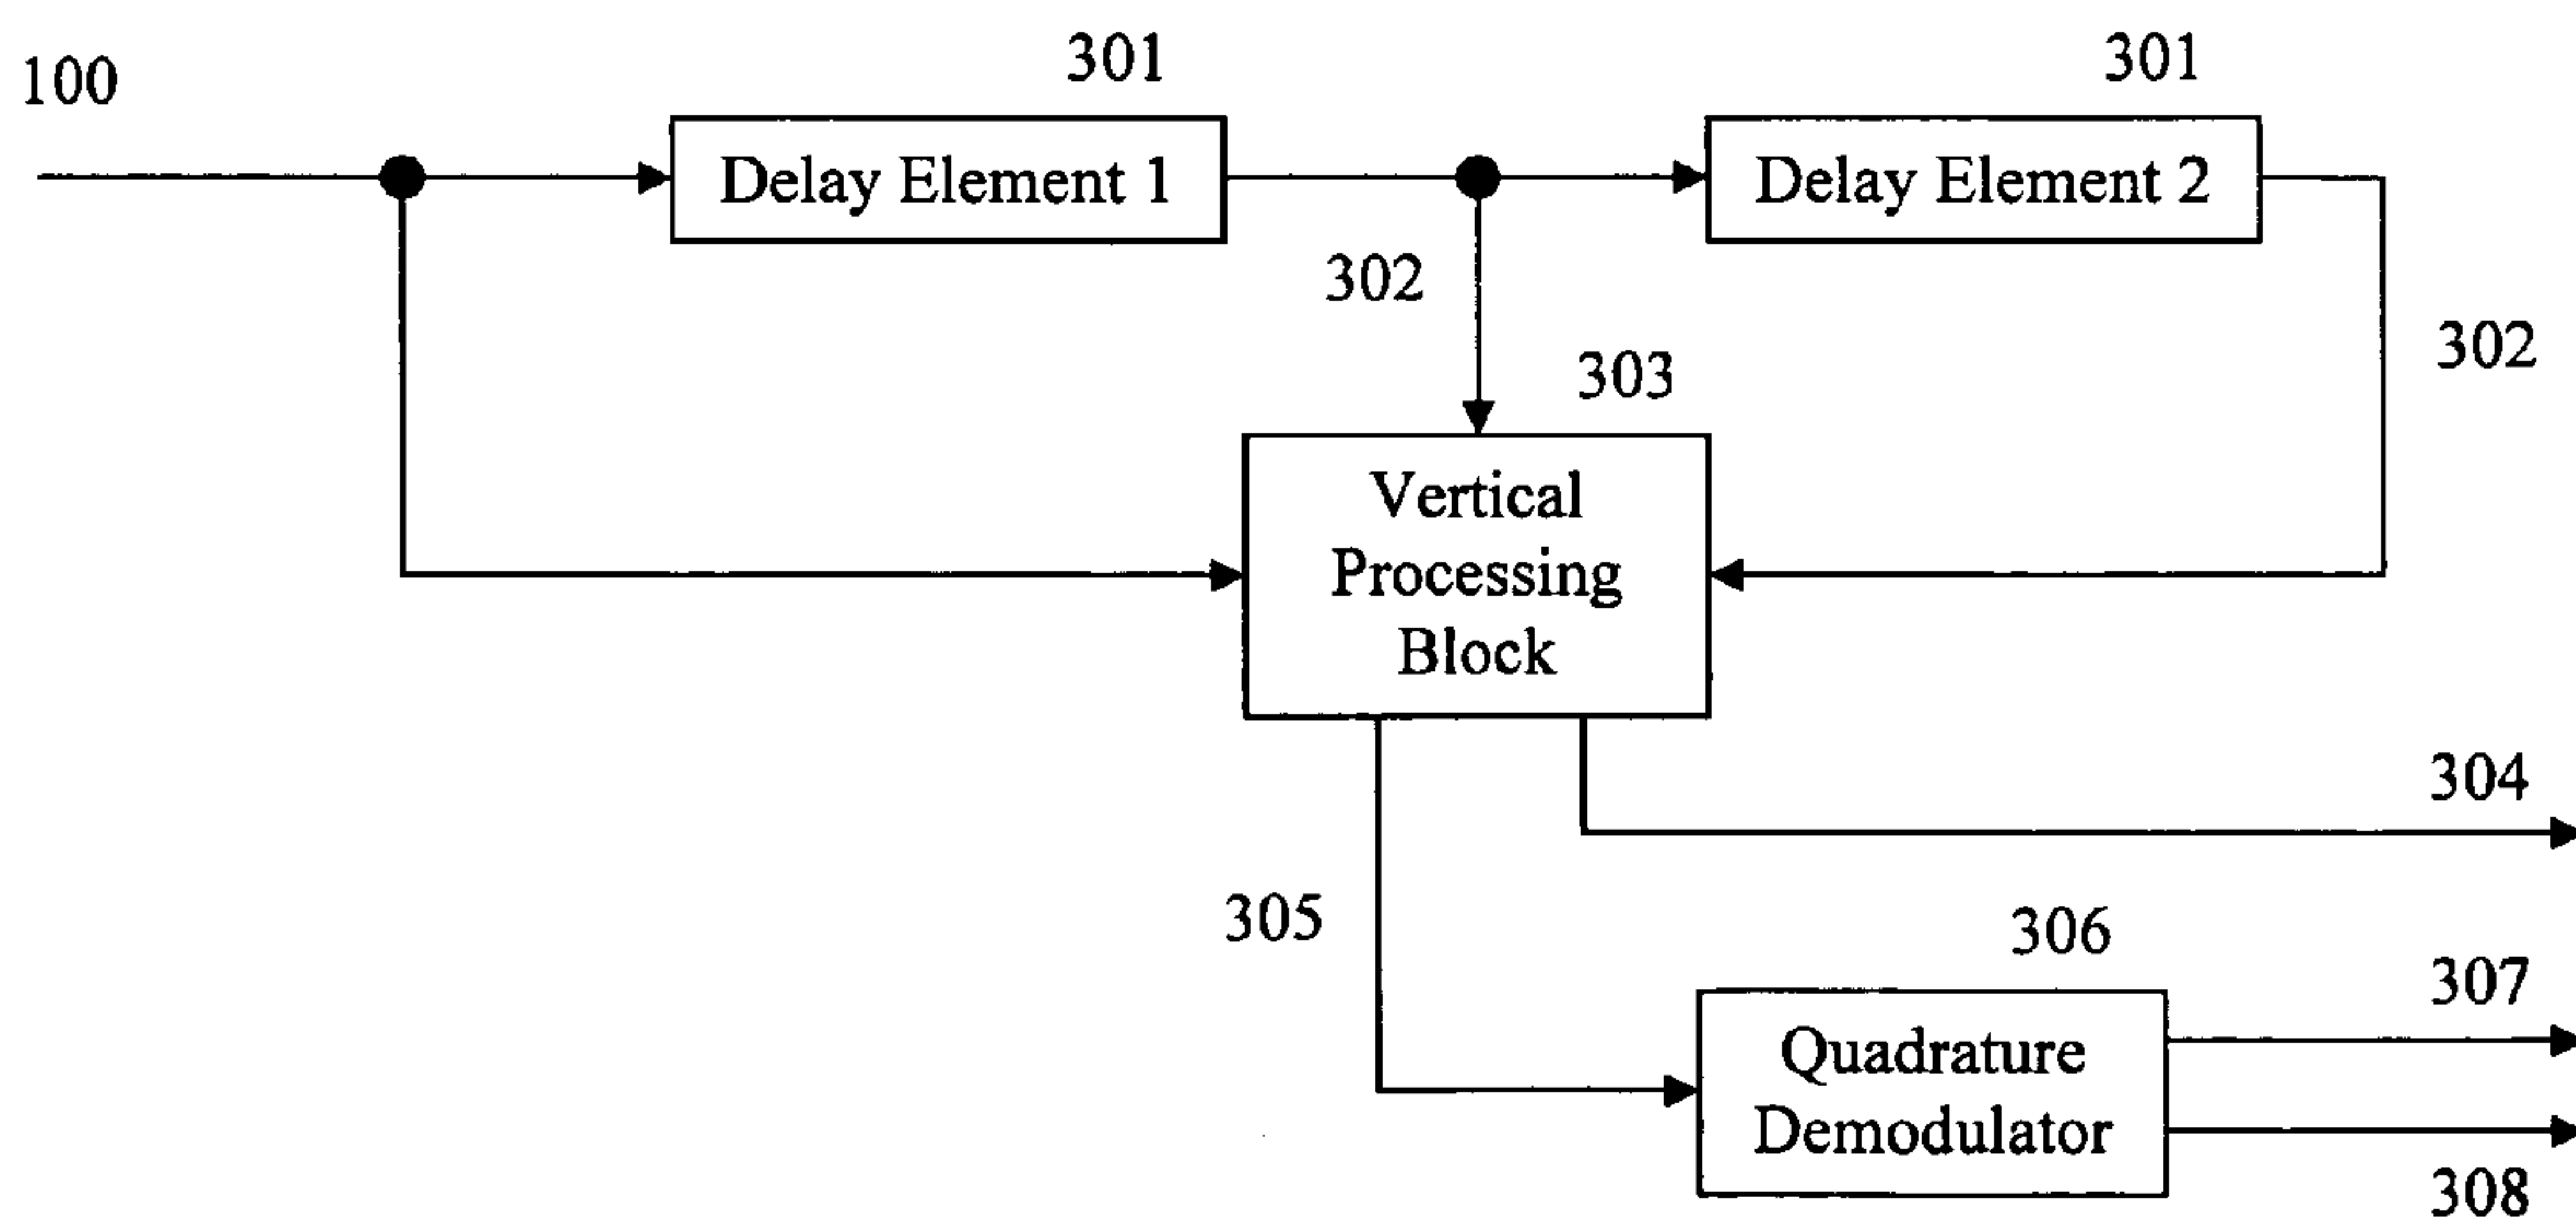 100
301
301
Delay Element 1
Delay Element 2
302
302
303
Vertical
Processing
Block
304
305
306
307
Quadrature
Demodulator
308